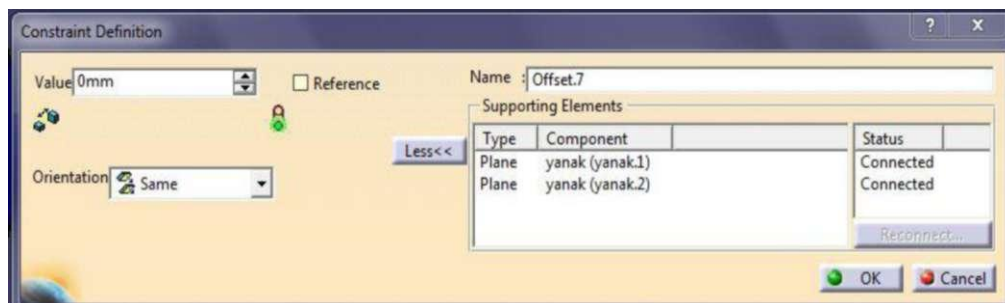 Constraint Definition
? X
Value 0mm
Reference
Name : Offset.7
Supporting Elements
Type Component Status
Plane yanak (yanak.1) Connected
Plane yanak (yanak.2) Connected
Less<<
Orientation Same
Reconnect...
OK Cancel